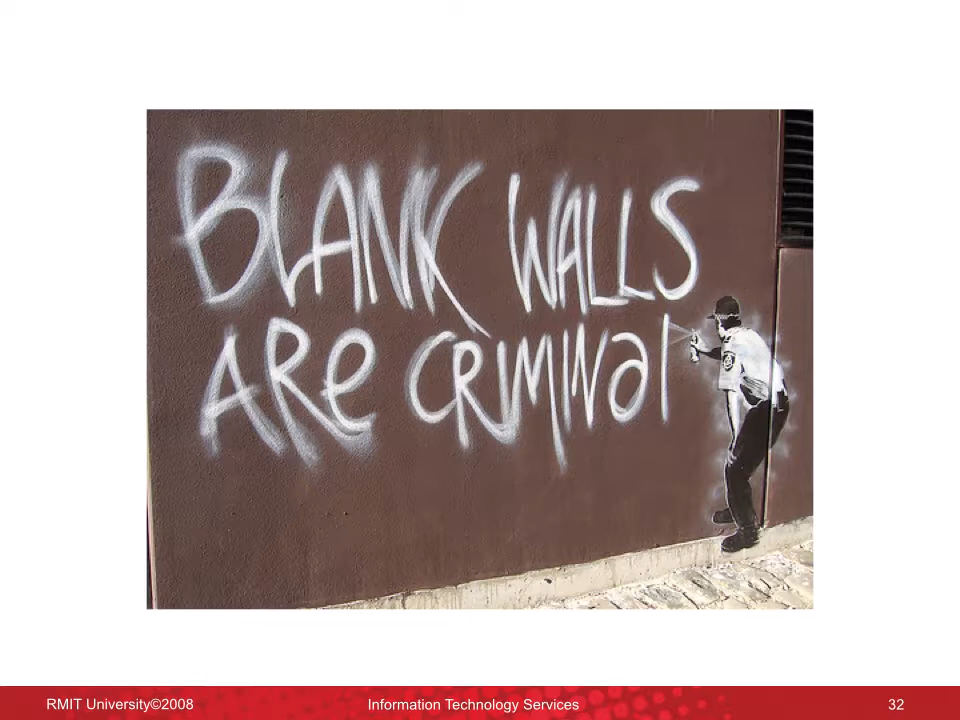 BLANK WALLS
ARe CRiMiNal
RMIT University©2008
Information Technology Services
32